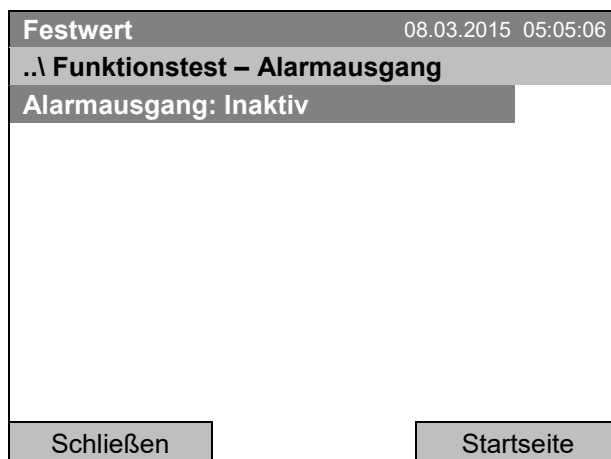 Festwert 08.03.2015 05:05:06
..\ Funktionstest – Alarmausgang
Alarmausgang: Inaktiv
Schließen Startseite